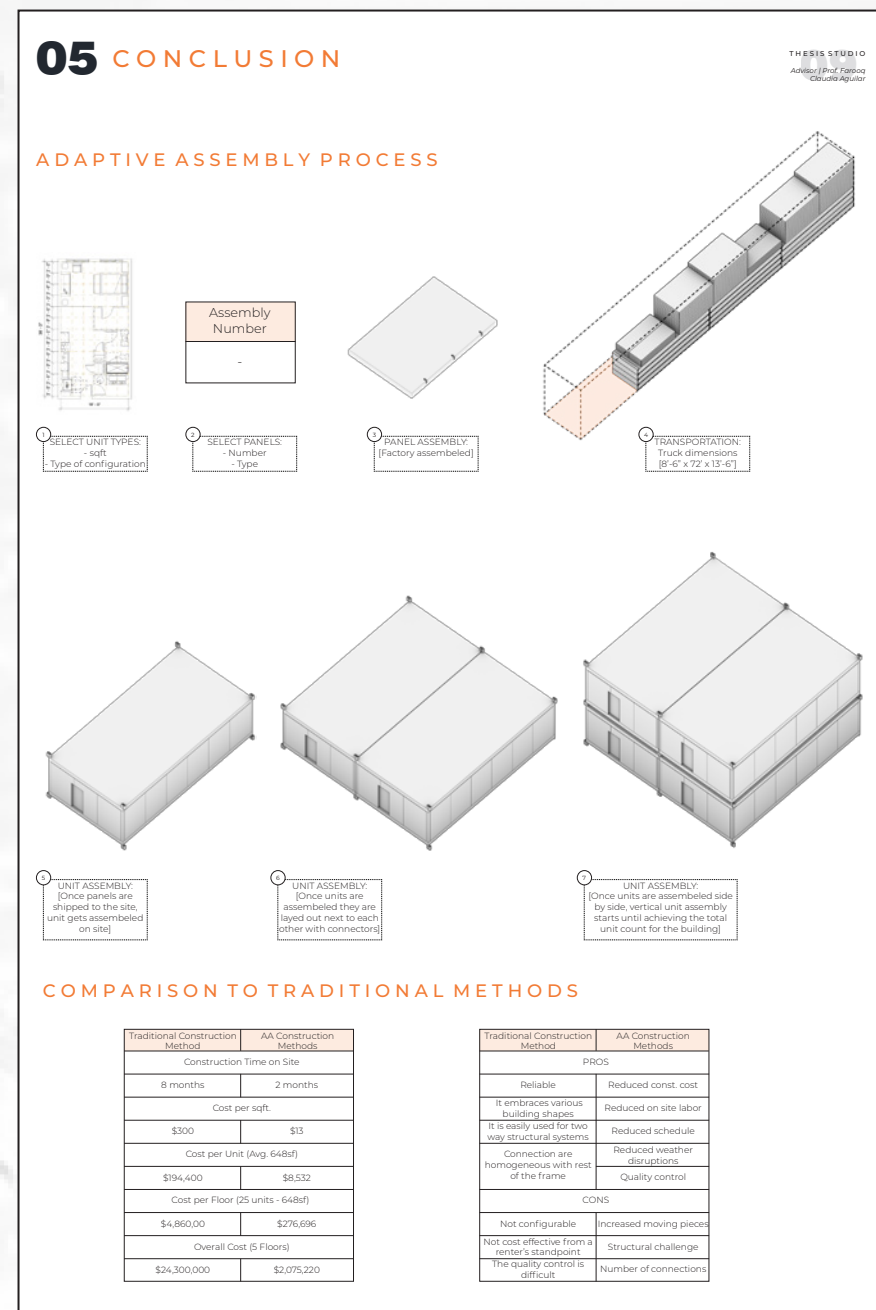 05 CONCLUSION
09
THESIS STUDIO
Advisor | Prof. Farooq
Claudia Aguilar
ADAPTIVE ASSEMBLY PROCESS
Assembly
Number
-
1
SELECT UNIT TYPES:
- sqft
- Type of configuration
2
SELECT PANELS:
- Number
- Type
3
PANEL ASSEMBLY:
[Factory assembeled]
4
TRANSPORTATION:
Truck dimensions
[8'-6" x 72' x 13'-6"]
5
UNIT ASSEMBLY:
[Once panels are
shipped to the site,
unit gets assembeled
on site]
6
UNIT ASSEMBLY:
[Once units are
assembeled they are
layed out next to each
other with connectors]
7
UNIT ASSEMBLY:
[Once units are assembeled side
by side, vertical unit assembly
starts until achieving the total
unit count for the building]
COMPARISON TO TRADITIONAL METHODS
Traditional Construction
Method
AA Construction
Methods
Construction Time on Site
8 months
2 months
Cost per sqft.
$300
$13
Cost per Unit (Avg. 648sf)
$194,400
$8,532
Cost per Floor (25 units - 648sf)
$4,860,00
$276,696
Overall Cost (5 Floors)
$24,300,000
$2,075,220
Traditional Construction
Method
AA Construction
Methods
PROS
Reliable
Reduced const. cost
It embraces various
building shapes
Reduced on site labor
It is easily used for two
way structural systems
Reduced schedule
Connection are
homogeneous with rest
of the frame
Reduced weather
disruptions
Quality control
CONS
Not configurable
Increased moving pieces
Not cost effective from a
renter's standpoint
Structural challenge
The quality control is
difficult
Number of connections